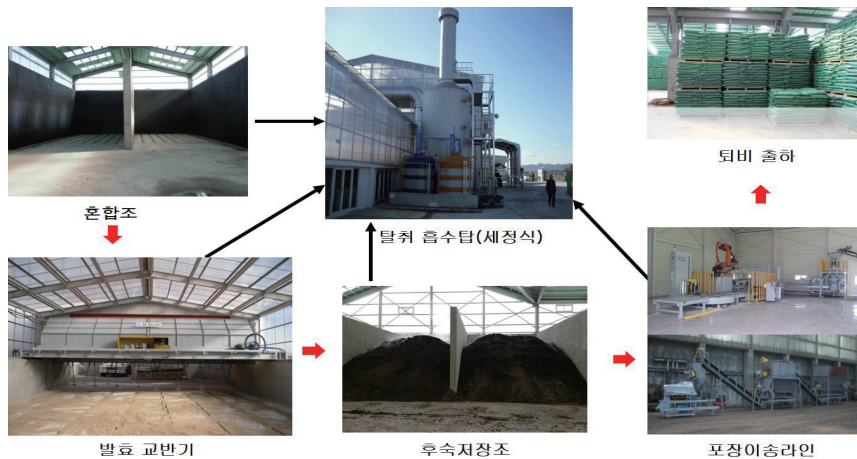 혼합조
탈취 흡수탑(세정식)
퇴비 출하
발효 교반기
후숙저장조
포장이송라인